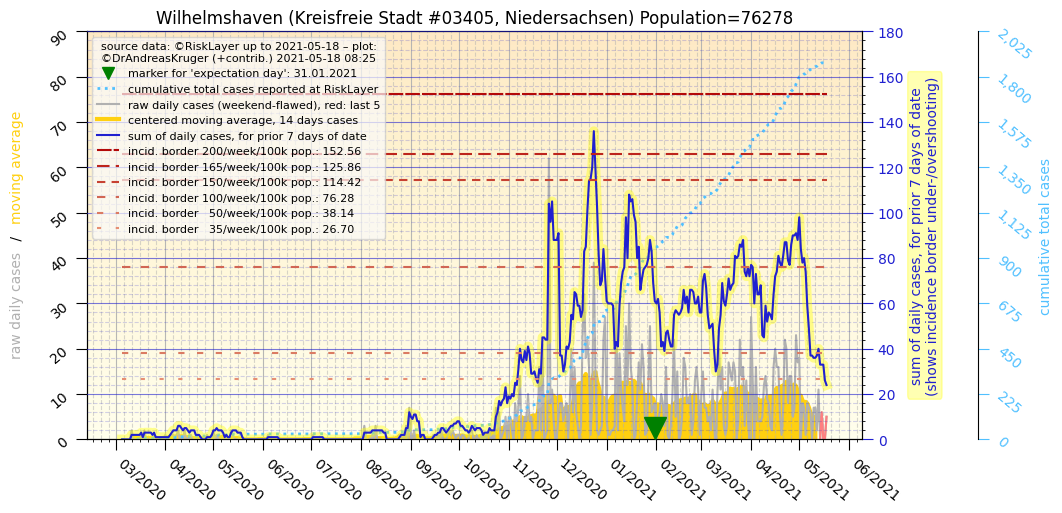 Wilhelmshaven (Kreisfreie Stadt #03405, Niedersachsen) Population=76278
source data: ©RiskLayer up to 2021-05-18 – plot:
©DrAndreasKruger (+contrib.) 2021-05-18 08:25
marker for 'expectation day': 31.01.2021
cumulative total cases reported at RiskLayer
raw daily cases (weekend-flawed), red: last 5
centered moving average, 14 days cases
sum of daily cases, for prior 7 days of date
incid. border 200/week/100k pop.: 152.56
incid. border 165/week/100k pop.: 125.86
incid. border 150/week/100k pop.: 114.42
incid. border 100/week/100k pop.: 76.28
incid. border 50/week/100k pop.: 38.14
incid. border 35/week/100k pop.: 26.70
raw daily cases / moving average
90
80
70
60
50
40
30
20
10
0
03/2020
04/2020
05/2020
06/2020
07/2020
08/2020
09/2020
10/2020
11/2020
12/2020
01/2021
02/2021
03/2021
04/2021
05/2021
06/2021
180
160
140
120
100
80
60
40
20
0
sum of daily cases, for prior 7 days of date
(shows incidence border under-/overshooting)
2,025
1,800
1,575
1,350
1,125
900
675
450
225
0
cumulative total cases